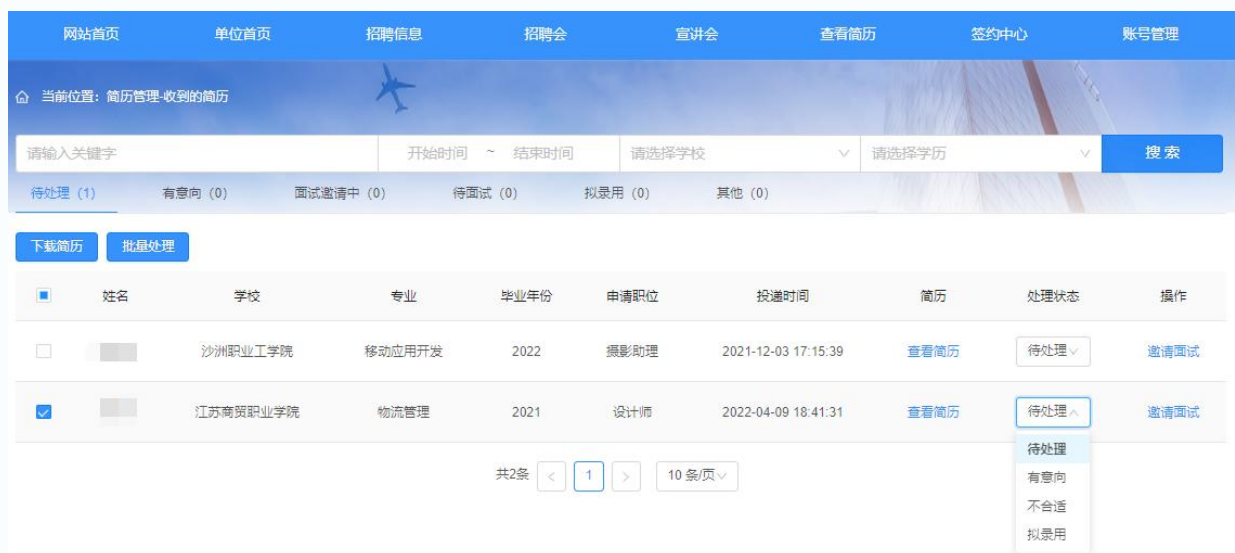 网站首页 单位首页 招聘信息 招聘会 宣讲会 查看简历 签约中心 账号管理
当前位置：简历管理-收到的简历
请输入关键字 开始时间 ~ 结束时间 请选择学校 请选择学历 搜索
待处理（1） 有意向（0） 面试邀请中（0） 待面试（0） 拟录用（0） 其他（0）
下载简历 批量处理
姓名 学校 专业 毕业年份 申请职位 投递时间 简历 处理状态 操作
沙洲职业工学院 移动应用开发 2022 摄影助理 2021-12-03 17:15:39 查看简历 待处理 邀请面试
江苏商贸职业学院 物流管理 2021 设计师 2022-04-09 18:41:31 查看简历 待处理 邀请面试
待处理
有意向
不合适
拟录用
共2条 < 1 > 10 条/页